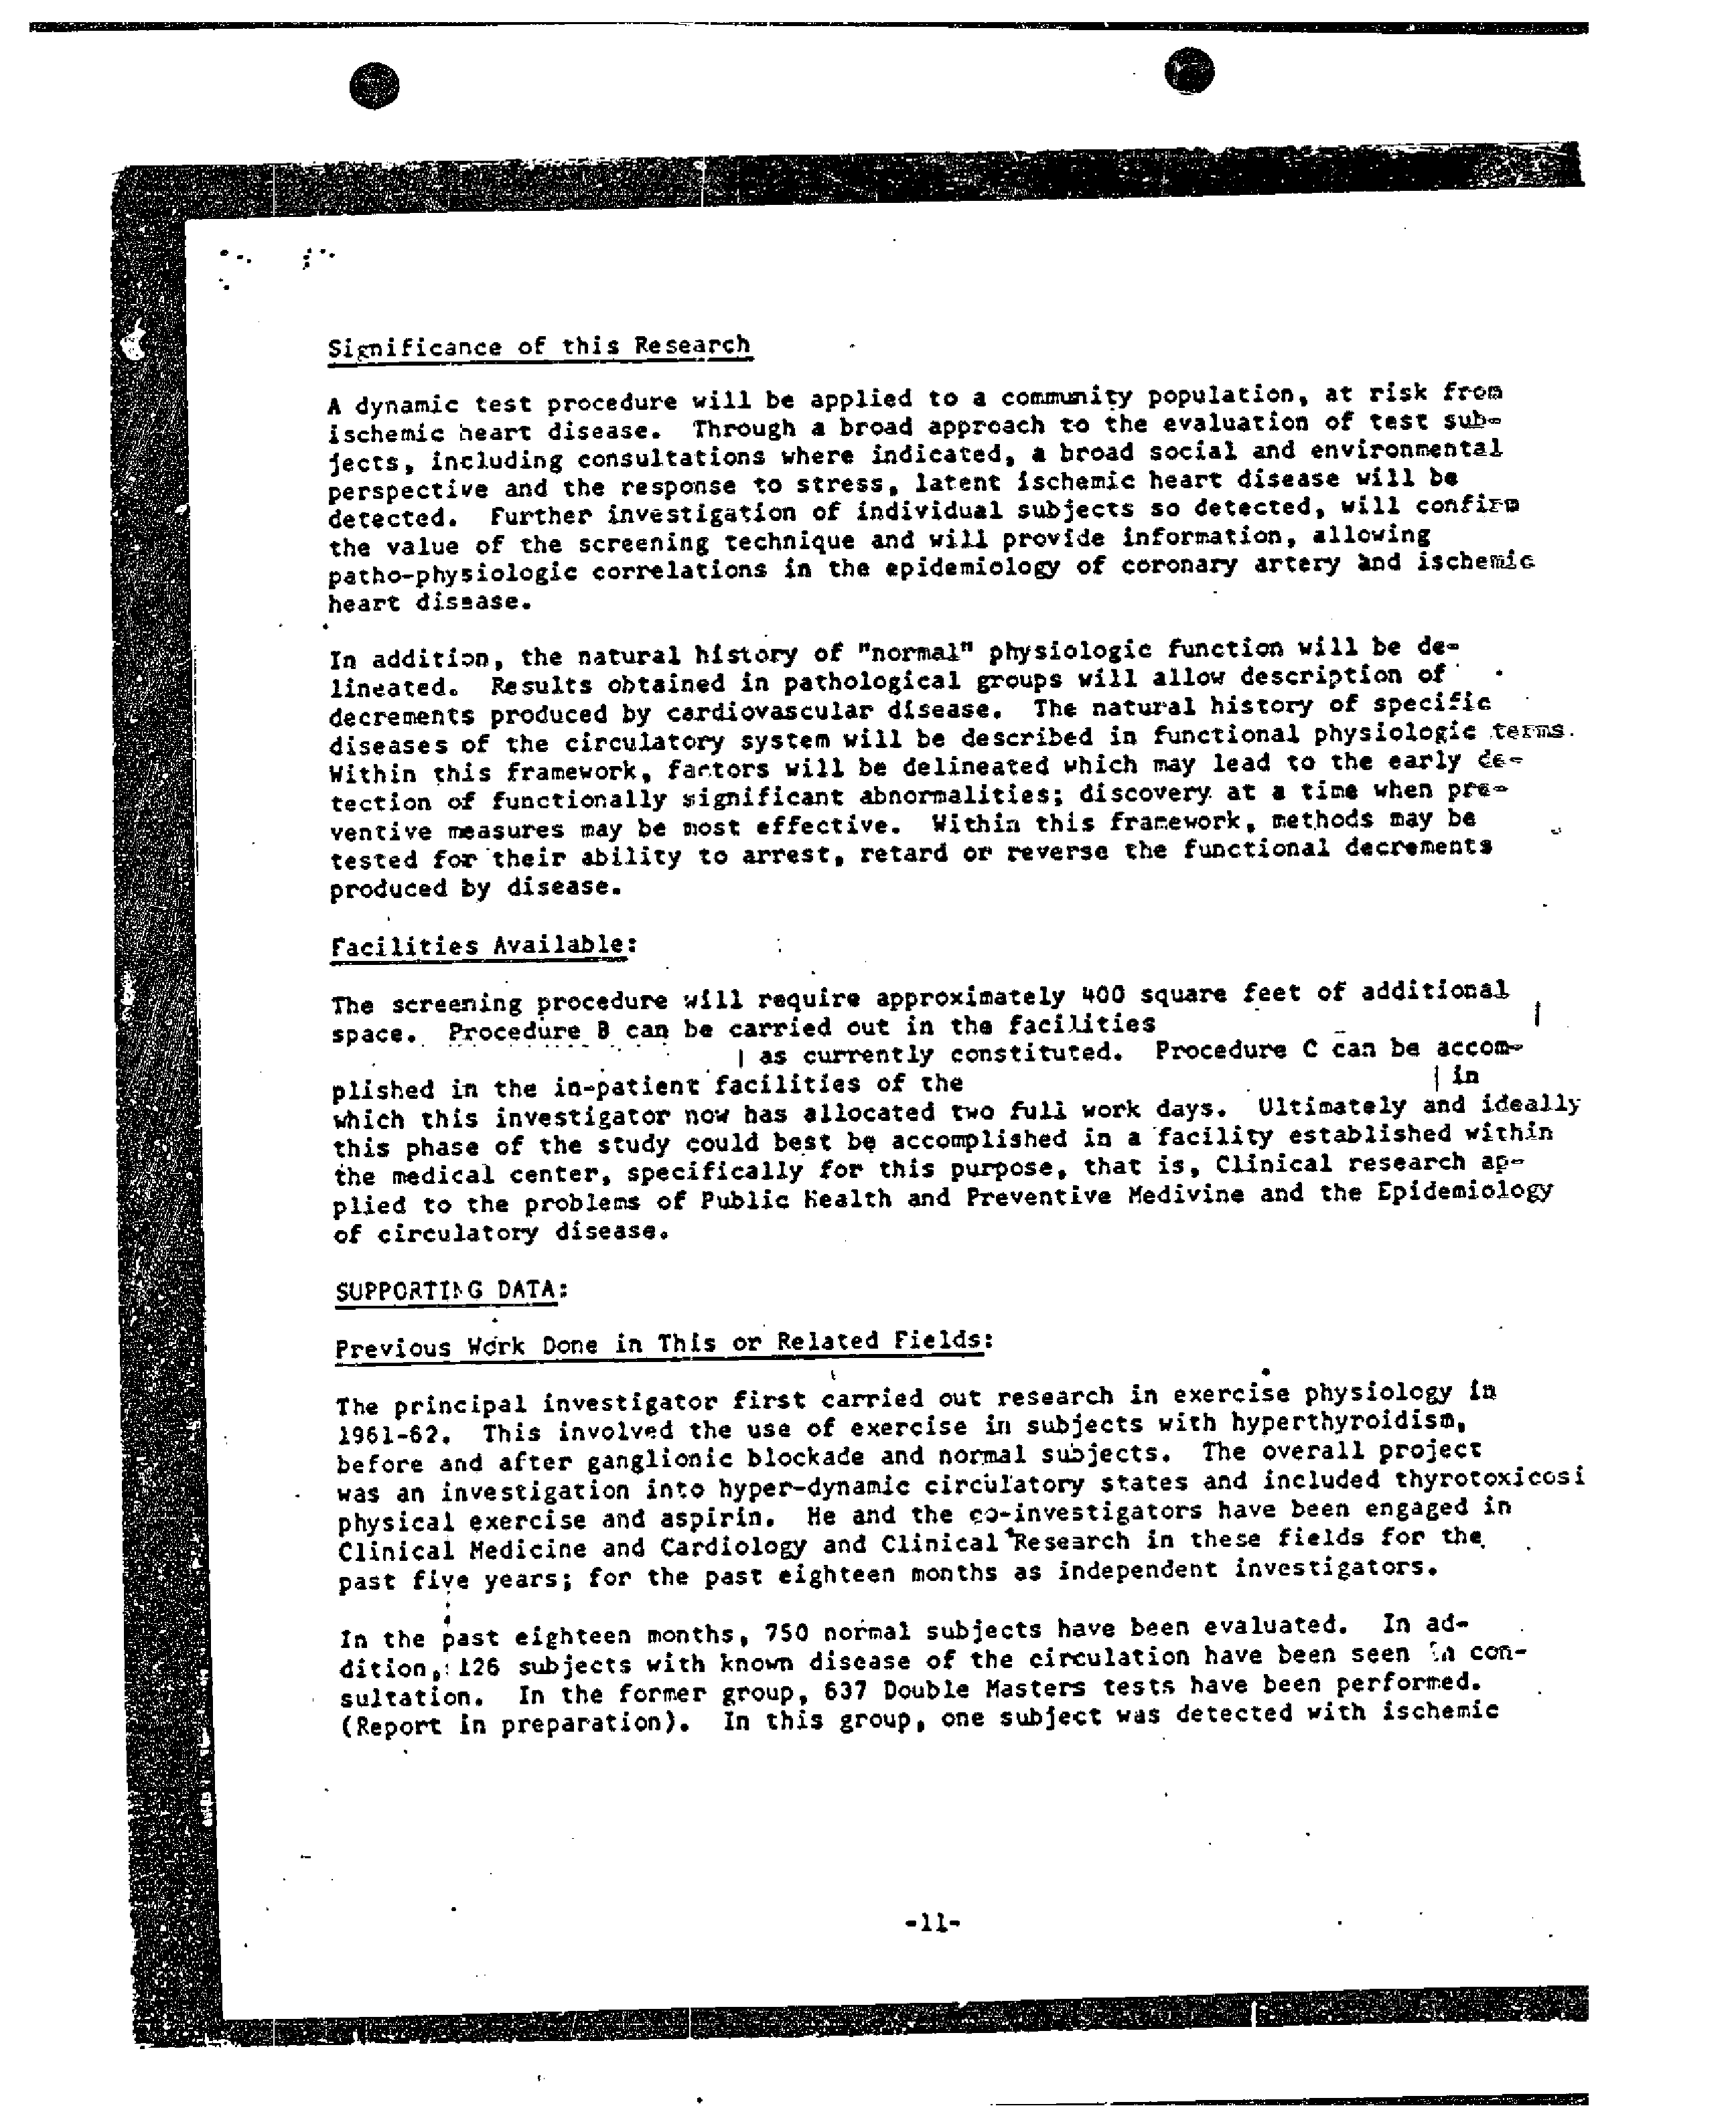 Significance of this Research
A dynamic test procedure will be applied to a community population, at risk from
ischemic heart disease. Through a broad approach to the evaluation of test sub-
jects, including consultations where indicated, a broad social and environmental
perspective and the response to stress, latent ischemic heart disease will be
detected. Further investigation of individual subjects so detected, will confirm
the value of the screening technique and will provide information, allowing
patho-physiologic correlations in the epidemiology of coronary artery and ischemic
heart disease.
In addition, the natural history of "normal" physiologic function will be de-
lineated. Results obtained in pathological groups will allow description of
decrements produced by cardiovascular disease. The natural history of specific
diseases of the circulatory system will be described in functional physiologic terms.
Within this framework, factors will be delineated which may lead to the early de-
tection of functionally significant abnormalities; discovery at a time when pre-
ventive measures may be most effective. Within this framework, methods may be
tested for their ability to arrest, retard or reverse the functional decrements
produced by disease.
Facilities Available:
The screening procedure will require approximately 400 square feet of additional
space. Procedure B can be carried out in the facilities
as currently constituted. Procedure C can be accom-
plished in the in-patient facilities of the in
which this investigator now has allocated two full work days. Ultimately and ideally
this phase of the study could best be accomplished in a facility established within
the medical center, specifically for this purpose, that is, Clinical research ap-
plied to the problems of Public Health and Preventive Medivine and the Epidemiology
of circulatory disease.
SUPPORTING DATA:
Previous Work Done in This or Related Fields:
The principal investigator first carried out research in exercise physiology in
1961-62. This involved the use of exercise in subjects with hyperthyroidism,
before and after ganglionic blockade and normal subjects. The overall project
was an investigation into hyper-dynamic circulatory states and included thyrotoxicosi
physical exercise and aspirin. He and the co-investigators have been engaged in
Clinical Medicine and Cardiology and Clinical Research in these fields for the
past five years; for the past eighteen months as independent investigators.
In the past eighteen months, 750 normal subjects have been evaluated. In ad-
dition, 126 subjects with known disease of the circulation have been seen in con-
sultation. In the former group, 637 Double Masters tests have been performed.
(Report in preparation). In this group, one subject was detected with ischemic
-11-